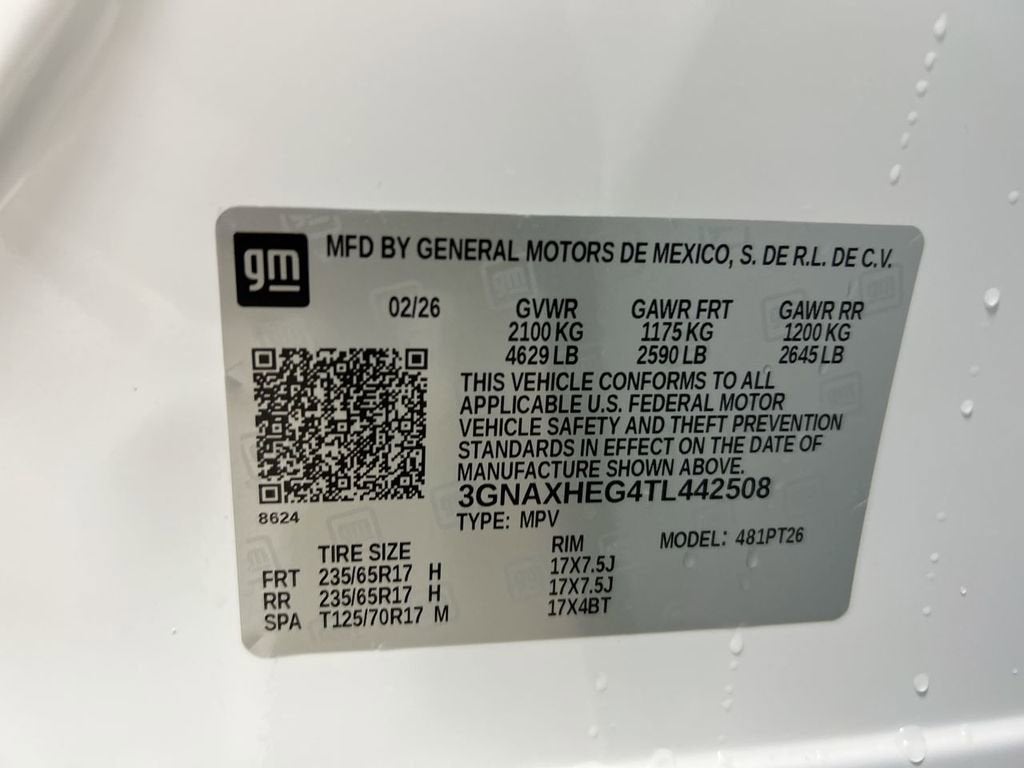 gm
MFD BY GENERAL MOTORS DE MEXICO, S. DE R.L. DE C.V.
02/26 GVWR GAWR FRT GAWR RR
2100 KG 1175 KG 1200 KG
4629 LB 2590 LB 2645 LB
THIS VEHICLE CONFORMS TO ALL
APPLICABLE U.S. FEDERAL MOTOR
VEHICLE SAFETY AND THEFT PREVENTION
STANDARDS IN EFFECT ON THE DATE OF
MANUFACTURE SHOWN ABOVE.
3GNAXHEG4TL442508
8624
TYPE: MPV MODEL: 481PT26
TIRE SIZE RIM
FRT 235/65R17 H 17X7.5J
RR 235/65R17 H 17X7.5J
SPA T125/70R17 M 17X4BT